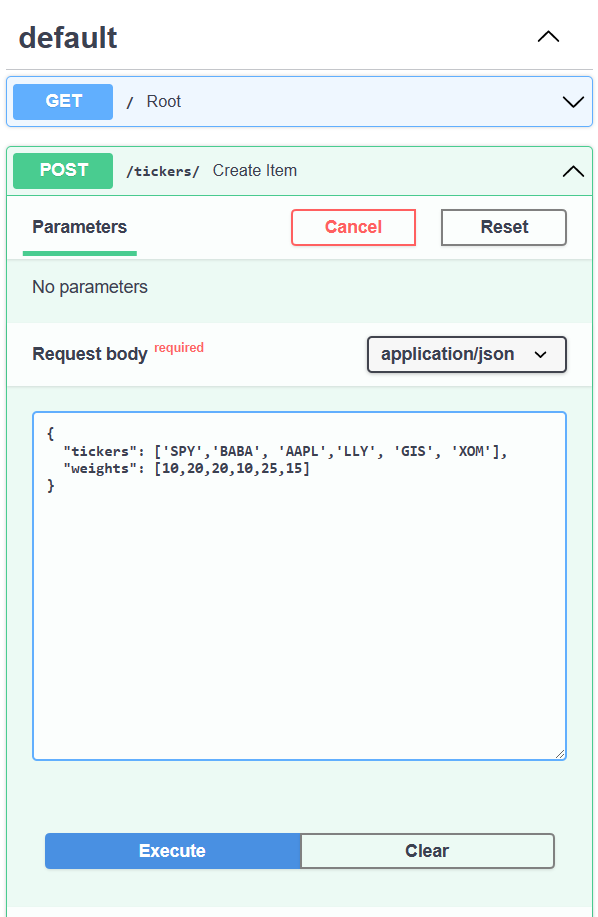 default
GET / Root
POST /tickers/ Create Item
Parameters Cancel Reset
No parameters
Request body required application/json
{
"tickers": ['SPY','BABA', 'AAPL','LLY', 'GIS', 'XOM'],
"weights": [10,20,20,10,25,15]
}
Execute Clear